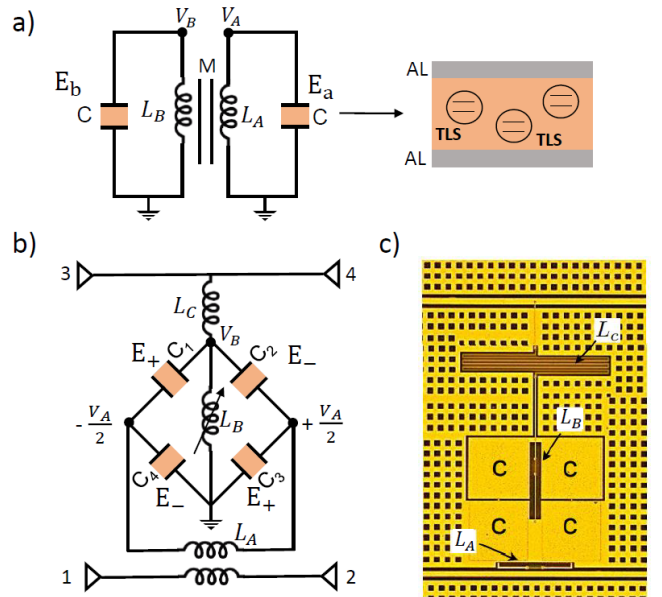 a)
V_B V_A
M
E_b E_a
C L_B L_A C
AL
TLS TLS
AL
b)
3 4
L_C
V_B
E_+ C_1 C_2 E_-
- V_A/2 L_B + V_A/2
C_4 C_3
E_- E_+
L_A
1 2
c)
L_c
L_B
C C
C C
L_A